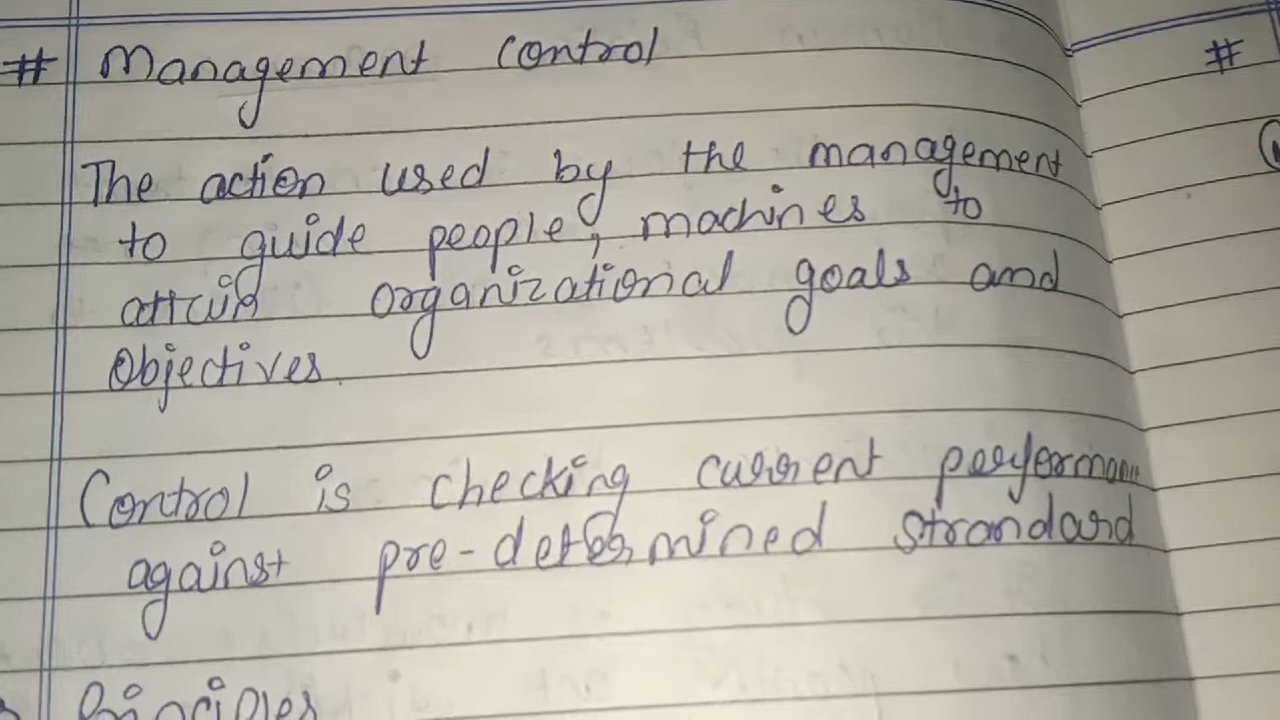 # Management Control
The action used by the management
to guide people, machines to
attain organizational goals and
Objectives.
Control is checking current performance
against pre-determined strandard
Principles
#